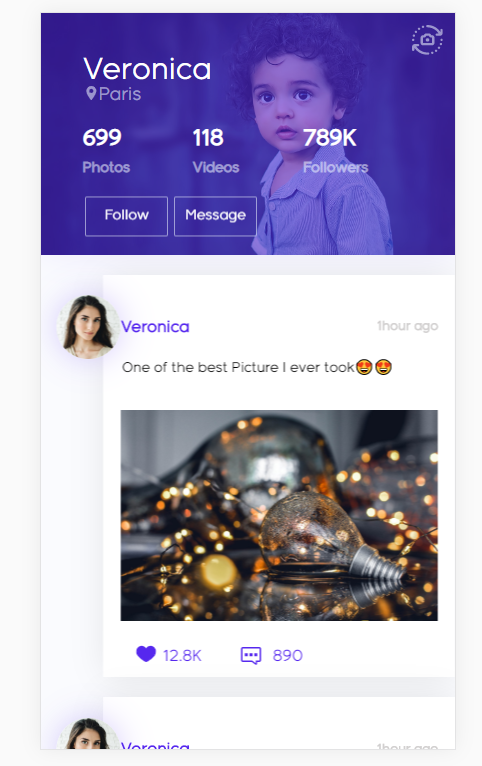 Veronica
Paris
699 118 789K
Photos Videos Followers
Follow Message
Veronica 1hour ago
One of the best Picture I ever took😍😍
12.8K 890
Veronica 1hour ago